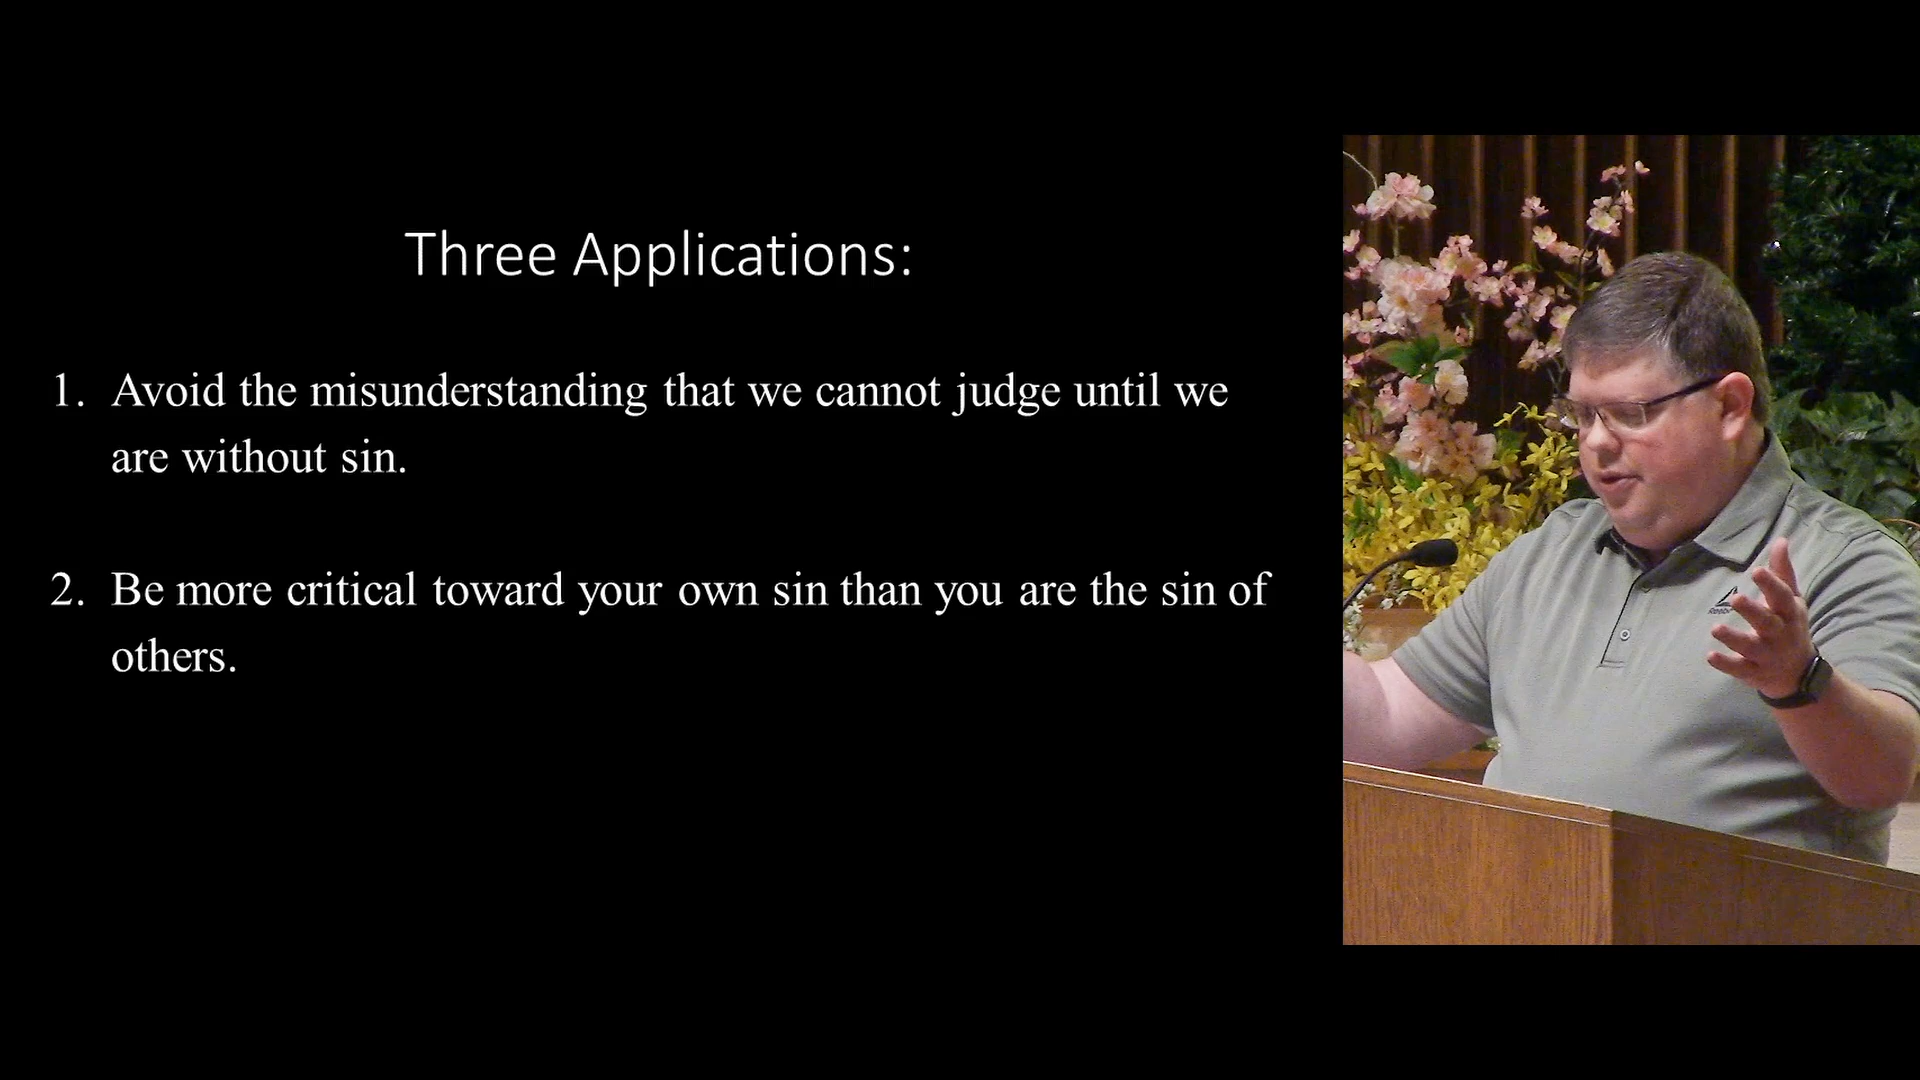 Three Applications:
1. Avoid the misunderstanding that we cannot judge until we
are without sin.
2. Be more critical toward your own sin than you are the sin of
others.
Reebok